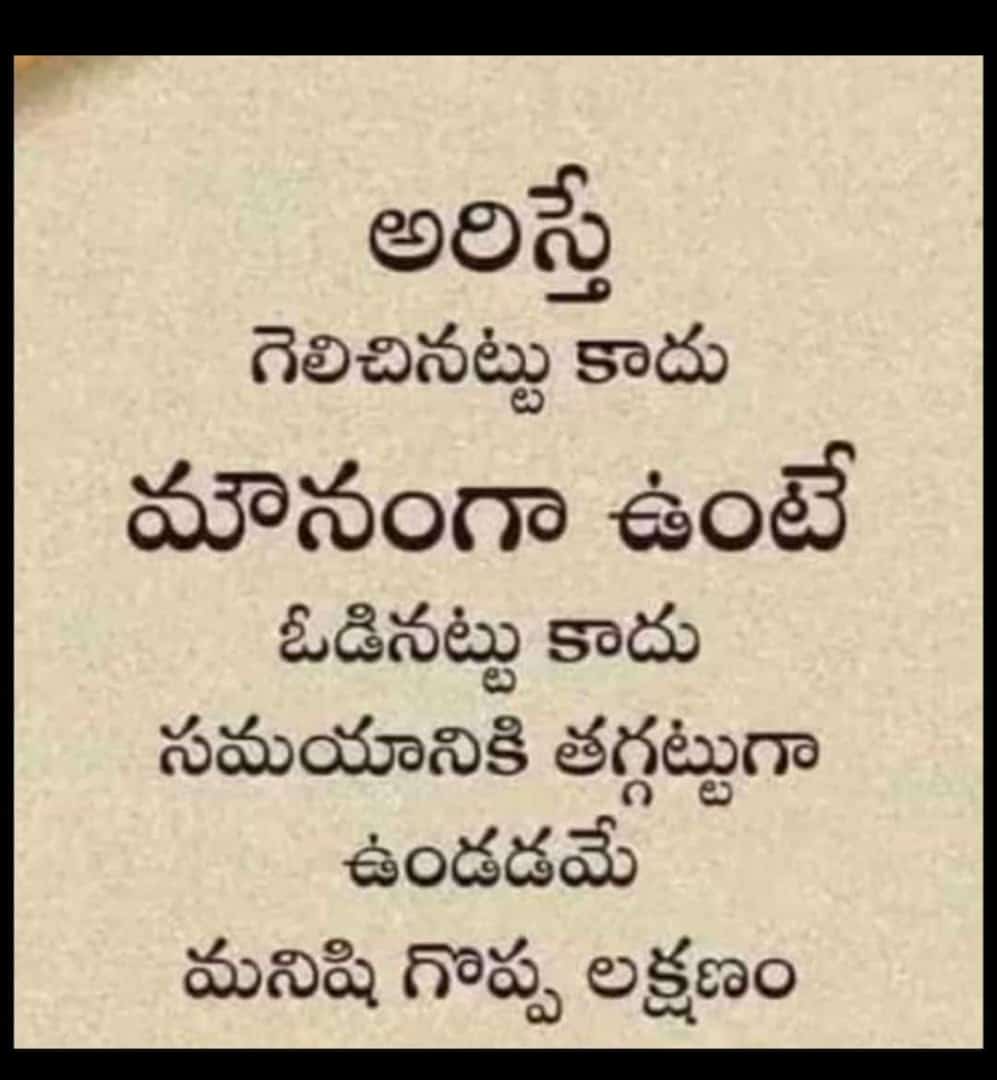 అరిస్తే
గెలిచినట్టు కాదు
మౌనంగా ఉంటే
ఓడినట్టు కాదు
సమయానికి తగ్గట్టుగా
ఉండడమే
మనిషి గొప్ప లక్షణం